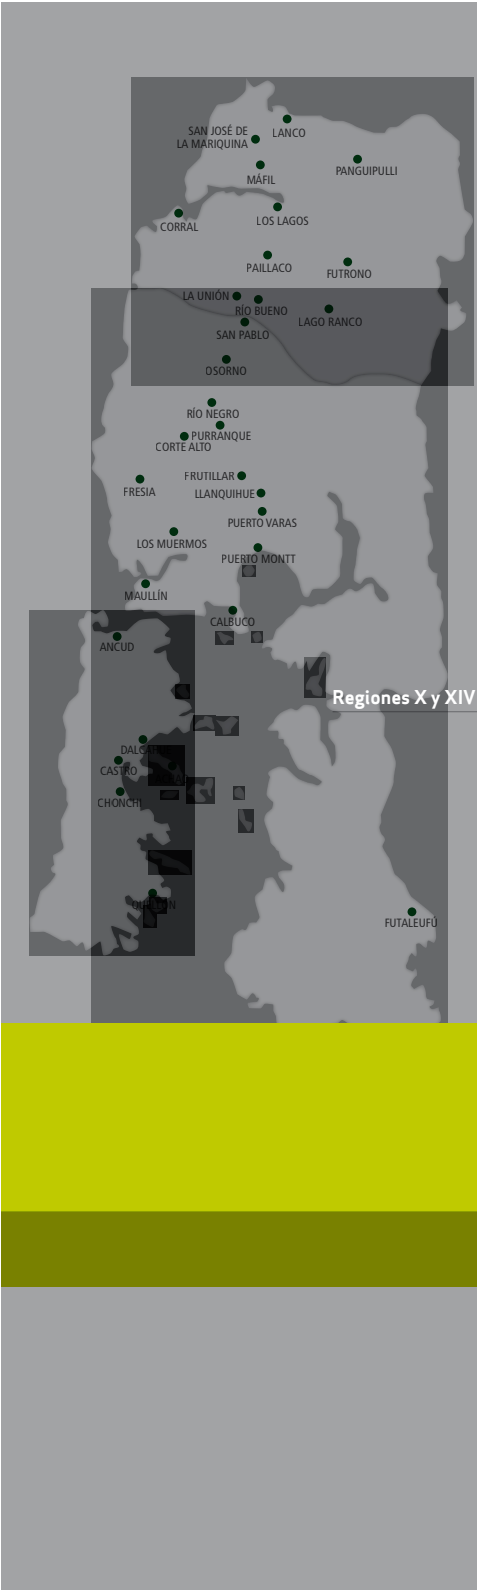 SAN JOSÉ DE
LA MARIQUINA
LANCO
MÁFIL
PANGUIPULLI
CORRAL
LOS LAGOS
PAILLACO
FUTRONO
LA UNIÓN
RÍO BUENO
LAGO RANCO
SAN PABLO
OSORNO
RÍO NEGRO
PURRANQUE
CORTE ALTO
FRUTILLAR
FRESIA
LLANQUIHUE
PUERTO VARAS
LOS MUERMOS
PUERTO MONTT
MAULLÍN
CALBUCO
ANCUD
Regiones X y XIV
CASTRO
CHONCHI
FUTALEUFÚ